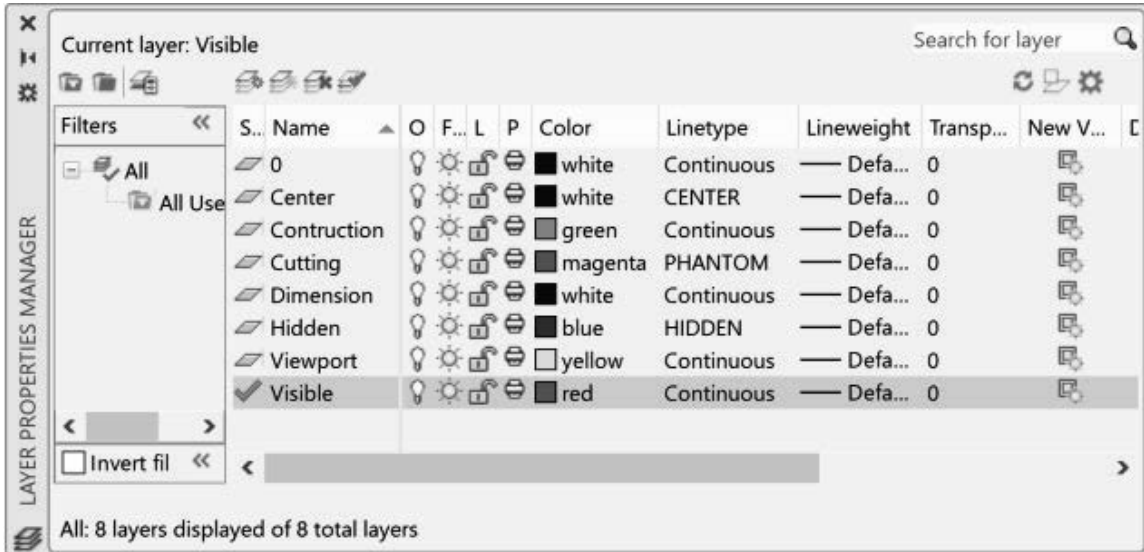 Current layer: Visible
Search for layer
Filters
S... Name O F... L P Color Linetype Lineweight Transp... New V... D
All
All Use
0 white Continuous Defa... 0
Center white CENTER Defa... 0
Contruction green Continuous Defa... 0
Cutting magenta PHANTOM Defa... 0
Dimension white Continuous Defa... 0
Hidden blue HIDDEN Defa... 0
Viewport yellow Continuous Defa... 0
Visible red Continuous Defa... 0
Invert fil
All: 8 layers displayed of 8 total layers
LAYER PROPERTIES MANAGER